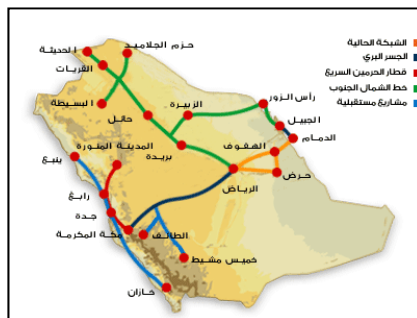 الشبكة الحالية
الجسر البري
قطار الحرمين السريع
خط الشمال الجنوب
مشاريع مستقبلية
الحديثة
حزم الجلاميد
القريات
البسيطة
حائل
الزبيرة
رأس الزور
الجبيل
الدمام
بريدة
الهفوف
المدينة المنورة
ينبع
حرض
الرياض
رابغ
جدة
مكة المكرمة
الطائف
خميس مشيط
جازان